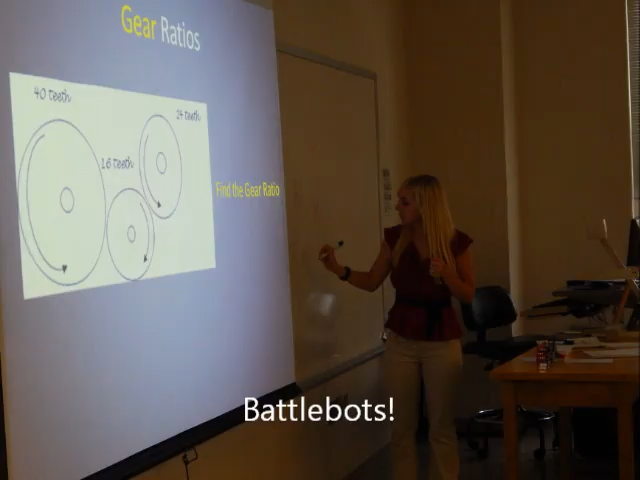 Gear Ratios
40 teeth
24 teeth
16 teeth
Find the Gear Ratio
Battlebots!